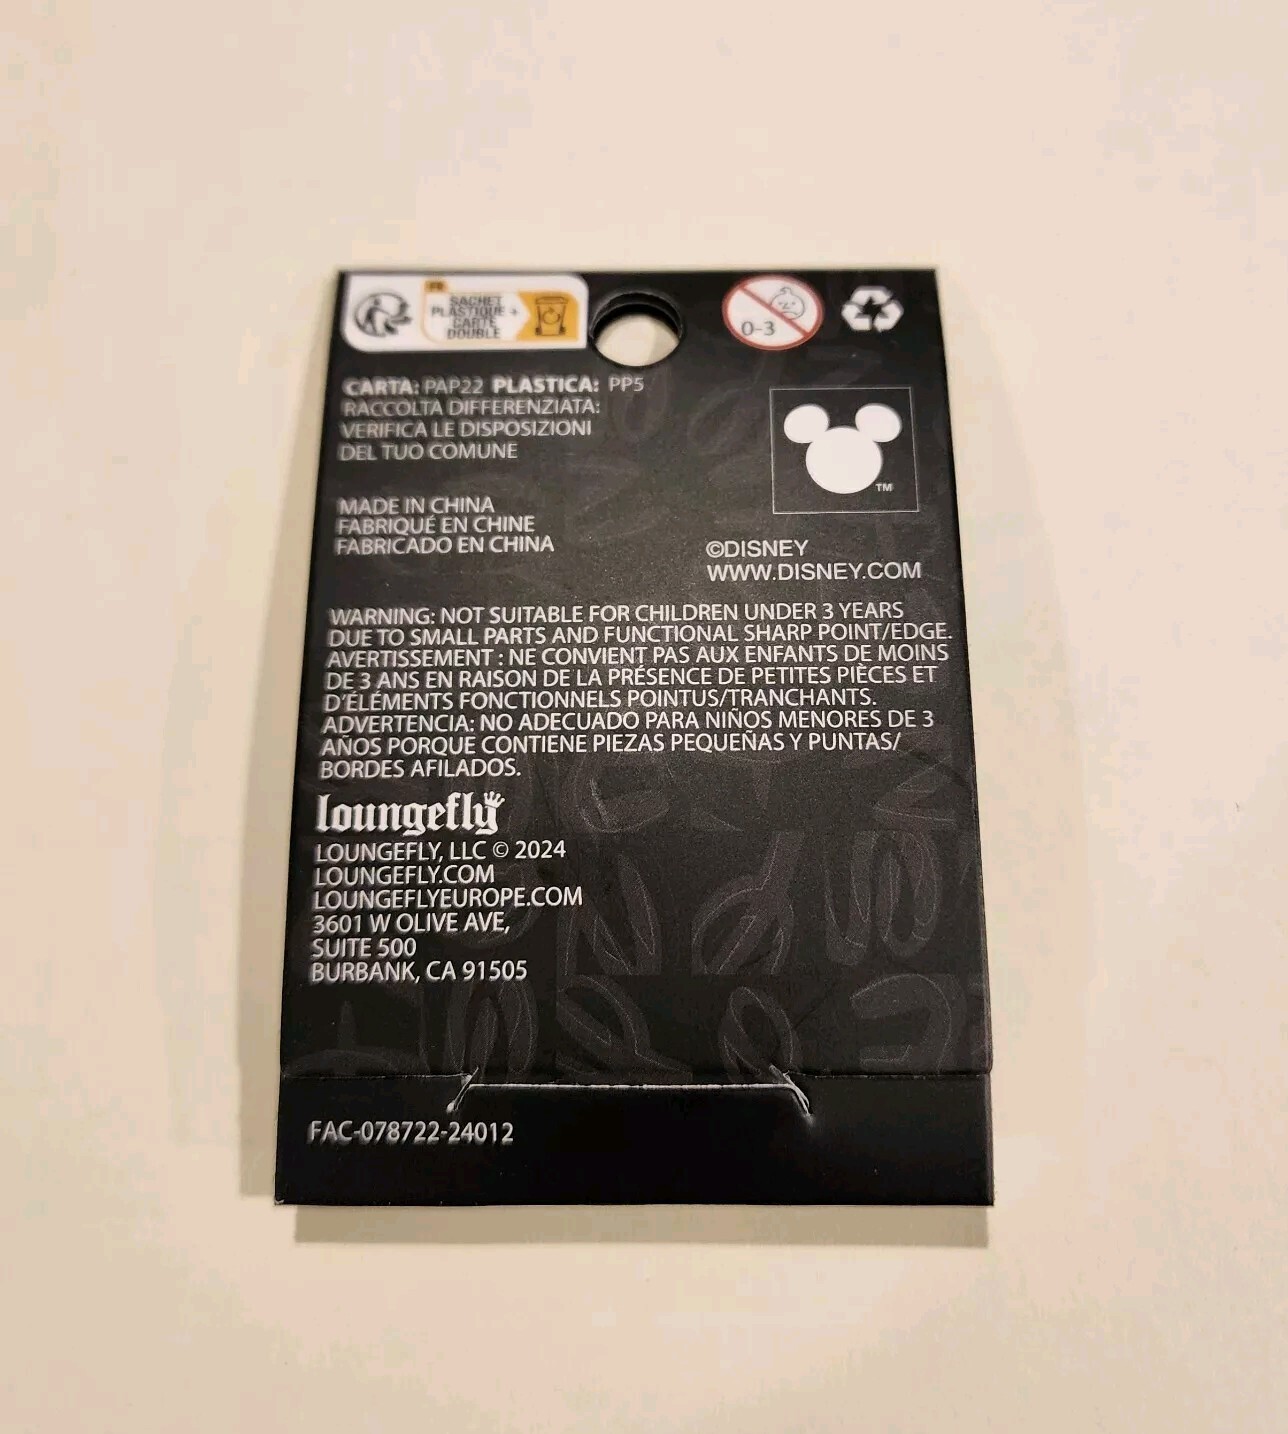 FR
SACHET
PLASTIQUE +
CARTE
DOUBLE
0-3
CARTA: PAP22 PLASTICA: PP5
RACCOLTA DIFFERENZIATA:
VERIFICA LE DISPOSIZIONI
DEL TUO COMUNE
TM
MADE IN CHINA
FABRIQUÉ EN CHINE
FABRICADO EN CHINA
©DISNEY
WWW.DISNEY.COM
WARNING: NOT SUITABLE FOR CHILDREN UNDER 3 YEARS
DUE TO SMALL PARTS AND FUNCTIONAL SHARP POINT/EDGE.
AVERTISSEMENT : NE CONVIENT PAS AUX ENFANTS DE MOINS
DE 3 ANS EN RAISON DE LA PRÉSENCE DE PETITES PIÈCES ET
D'ÉLÉMENTS FONCTIONNELS POINTUS/TRANCHANTS.
ADVERTENCIA: NO ADECUADO PARA NIÑOS MENORES DE 3
AÑOS PORQUE CONTIENE PIEZAS PEQUEÑAS Y PUNTAS/
BORDES AFILADOS.
loungefly
LOUNGEFLY, LLC © 2024
LOUNGEFLY.COM
LOUNGEFLYEUROPE.COM
3601 W OLIVE AVE,
SUITE 500
BURBANK, CA 91505
FAC-078722-24012